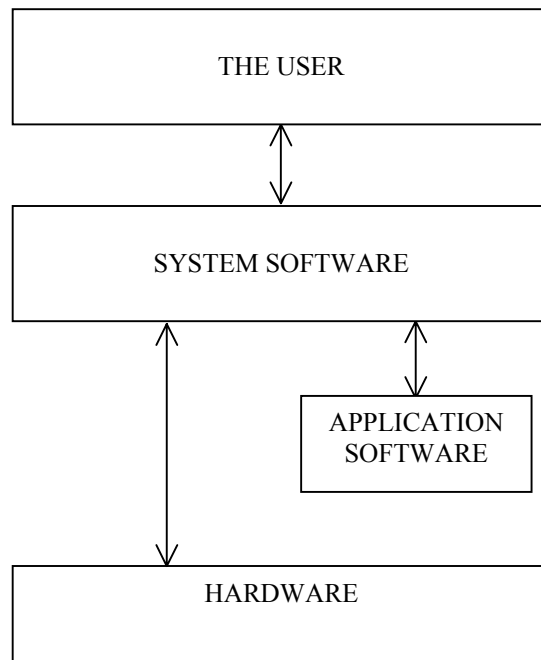 THE USER
SYSTEM SOFTWARE
APPLICATION
SOFTWARE
HARDWARE